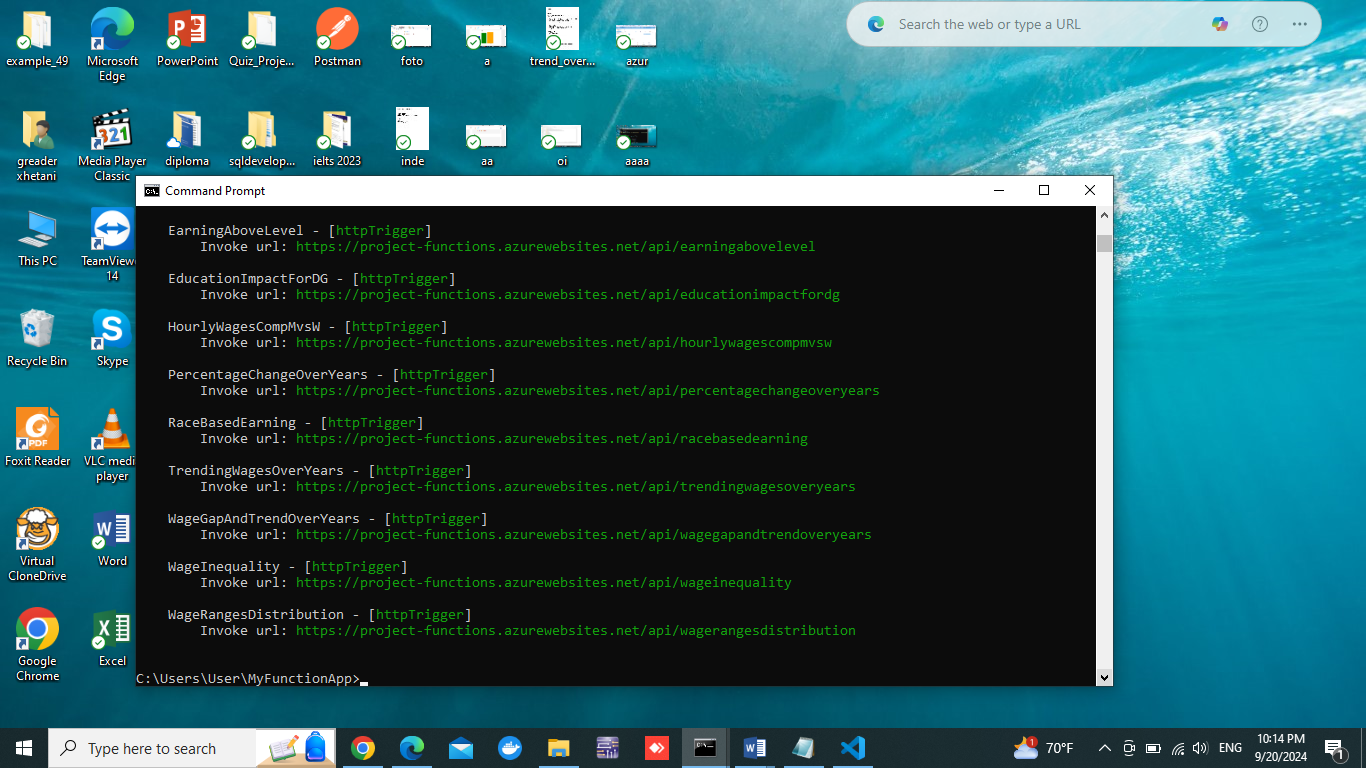 Search the web or type a URL
example_49
Microsoft
Edge
PowerPoint
Quiz_Proje...
Postman
foto
a
trend_over...
azur
greader
xhetani
Media Player
Classic
diploma
sqldevelop...
ielts 2023
inde
aa
oi
aaaa
This PC
TeamView
14
Recycle Bin
Skype
Foxit Reader
VLC medi
player
Virtual
CloneDrive
Word
Google
Chrome
Excel
Command Prompt
EarningAboveLevel - [httpTrigger]
Invoke url: https://project-functions.azurewebsites.net/api/earningabovelevel
EducationImpactForDG - [httpTrigger]
Invoke url: https://project-functions.azurewebsites.net/api/educationimpactfordg
HourlyWagesCompMvsW - [httpTrigger]
Invoke url: https://project-functions.azurewebsites.net/api/hourlywagescompmvsw
PercentageChangeOverYears - [httpTrigger]
Invoke url: https://project-functions.azurewebsites.net/api/percentagechangeoveryears
RaceBasedEarning - [httpTrigger]
Invoke url: https://project-functions.azurewebsites.net/api/racebasedearning
TrendingWagesOverYears - [httpTrigger]
Invoke url: https://project-functions.azurewebsites.net/api/trendingwagesoveryears
WageGapAndTrendOverYears - [httpTrigger]
Invoke url: https://project-functions.azurewebsites.net/api/wagegapandtrendoveryears
WageInequality - [httpTrigger]
Invoke url: https://project-functions.azurewebsites.net/api/wageinequality
WageRangesDistribution - [httpTrigger]
Invoke url: https://project-functions.azurewebsites.net/api/wagerangesdistribution
C:\Users\User\MyFunctionApp>
Type here to search
70°F
ENG
10:14 PM
9/20/2024